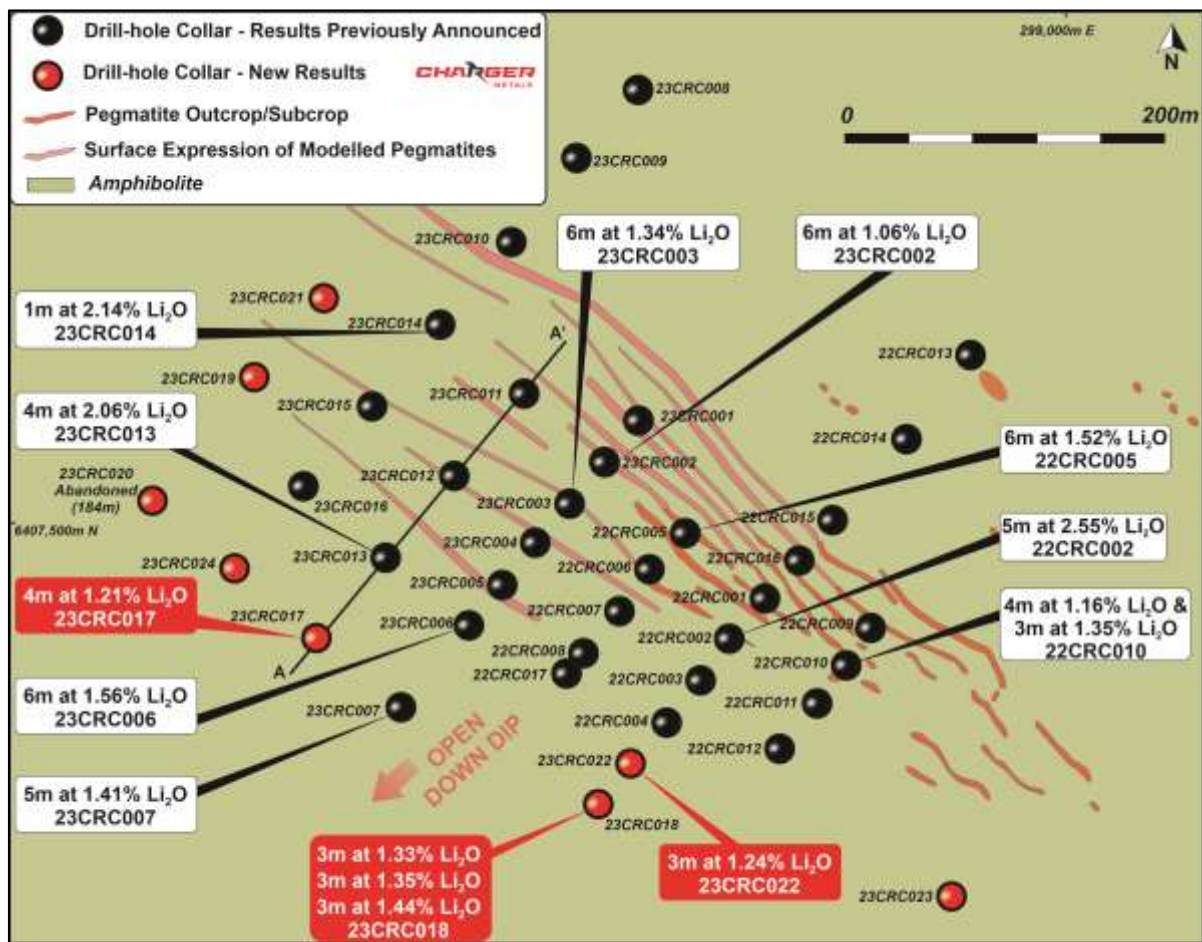 Drill-hole Collar - Results Previously Announced
Drill-hole Collar - New Results
CHARGER
METALS
Pegmatite Outcrop/Subcrop
Surface Expression of Modelled Pegmatites
Amphibolite
299,000m E
N
0 200m
23CRC008
23CRC009
23CRC010
6m at 1.34% Li₂O
23CRC003
6m at 1.06% Li₂O
23CRC002
23CRC021
1m at 2.14% Li₂O
23CRC014
23CRC014
A'
22CRC013
23CRC019
23CRC011
4m at 2.06% Li₂O
23CRC013
23CRC015
23CRC001
22CRC014
6m at 1.52% Li₂O
22CRC005
23CRC020
Abandoned
(184m)
23CRC012
23CRC002
23CRC016
23CRC003
6407,500m N
22CRC005
22CRC015
5m at 2.55% Li₂O
22CRC002
23CRC004
23CRC013
22CRC016
23CRC024
22CRC006
23CRC005
4m at 1.21% Li₂O
23CRC017
22CRC001
23CRC017
22CRC007
4m at 1.16% Li₂O &
3m at 1.35% Li₂O
22CRC010
23CRC006
22CRC009
22CRC002
22CRC008
22CRC010
A
22CRC017
22CRC003
6m at 1.56% Li₂O
23CRC006
23CRC007
22CRC011
22CRC004
OPEN
DOWN DIP
22CRC012
23CRC022
5m at 1.41% Li₂O
23CRC007
23CRC018
3m at 1.33% Li₂O
3m at 1.35% Li₂O
3m at 1.44% Li₂O
23CRC018
3m at 1.24% Li₂O
23CRC022
23CRC023